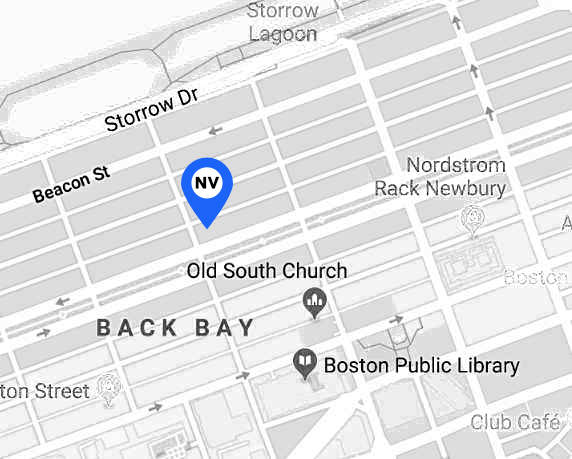 Storrow
Lagoon
Storrow Dr
Beacon St
NV
Nordstrom
Rack Newbury
A
Old South Church
Boston
BACK BAY
Boston Public Library
ton Street
Club Café